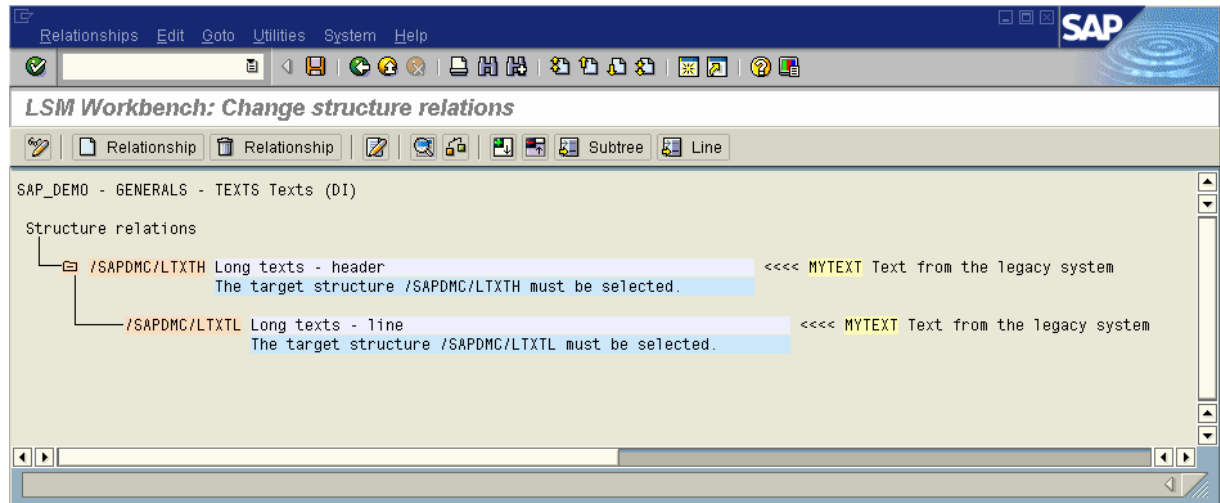 Relationships Edit Goto Utilities System Help
SAP
LSM Workbench: Change structure relations
Relationship Relationship Subtree Line
SAP_DEMO - GENERALS - TEXTS Texts (DI)
Structure relations
/SAPDMC/LTXTH Long texts - header <<<< MYTEXT Text from the legacy system
The target structure /SAPDMC/LTXTH must be selected.
/SAPDMC/LTXTL Long texts - line <<<< MYTEXT Text from the legacy system
The target structure /SAPDMC/LTXTL must be selected.